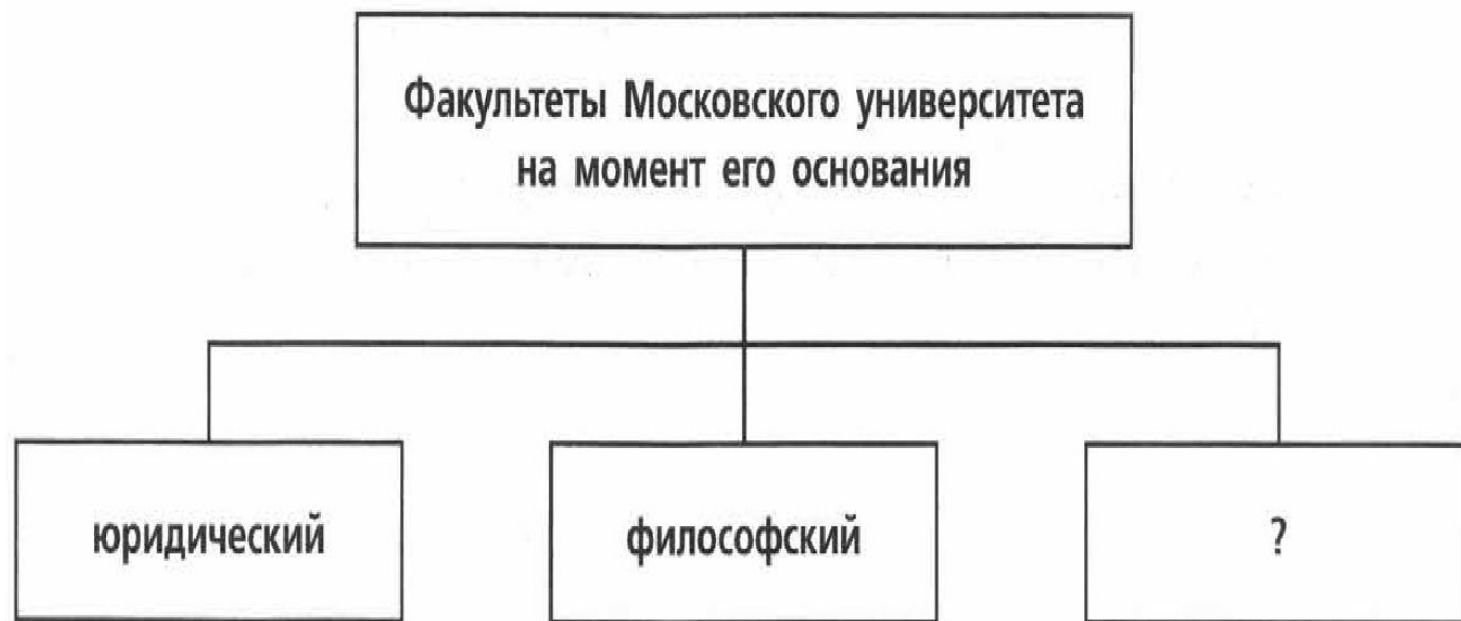 Факультеты Московского университета
на момент его основания
юридический
философский
?